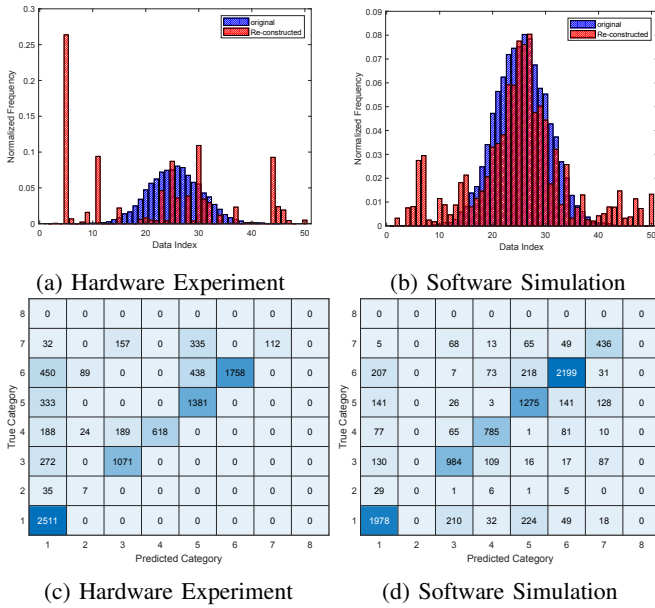 0.3
0.25
0.2
0.15
0.1
0.05
0
Normalized Frequency
original
Re-constructed
0 10 20 30 40 50
Data Index
0.09
0.08
0.07
0.06
0.05
0.04
0.03
0.02
0.01
0
Normalized Frequency
original
Re-constructed
0 10 20 30 40 50
Data Index
(a) Hardware Experiment
(b) Software Simulation
True Category
8 0 0 0 0 0 0 0 0
7 32 0 157 0 335 0 112 0
6 450 89 0 0 438 1758 0 0
5 333 0 0 0 1381 0 0 0
4 188 24 189 618 0 0 0 0
3 272 0 1071 0 0 0 0 0
2 35 7 0 0 0 0 0 0
1 2511 0 0 0 0 0 0 0
1 2 3 4 5 6 7 8
Predicted Category
True Category
8 0 0 0 0 0 0 0 0
7 5 0 68 13 65 49 436 0
6 207 0 7 73 218 2199 31 0
5 141 0 26 3 1275 141 128 0
4 77 0 65 785 1 81 10 0
3 130 0 984 109 16 17 87 0
2 29 0 1 6 1 5 0 0
1 1978 0 210 32 224 49 18 0
1 2 3 4 5 6 7 8
Predicted Category
(c) Hardware Experiment
(d) Software Simulation